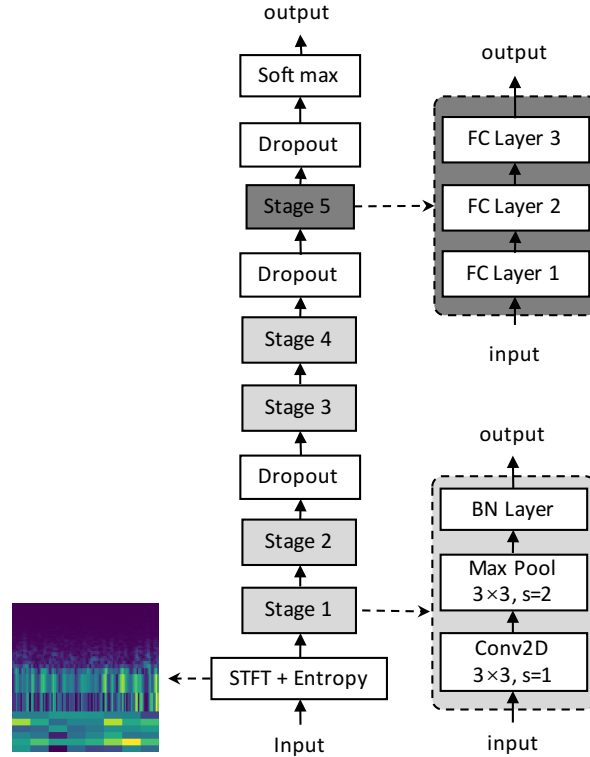 output
Soft max
Dropout
Stage 5
Dropout
Stage 4
Stage 3
Dropout
Stage 2
Stage 1
STFT + Entropy
Input
output
FC Layer 3
FC Layer 2
FC Layer 1
input
output
BN Layer
Max Pool
3×3, s=2
Conv2D
3×3, s=1
input